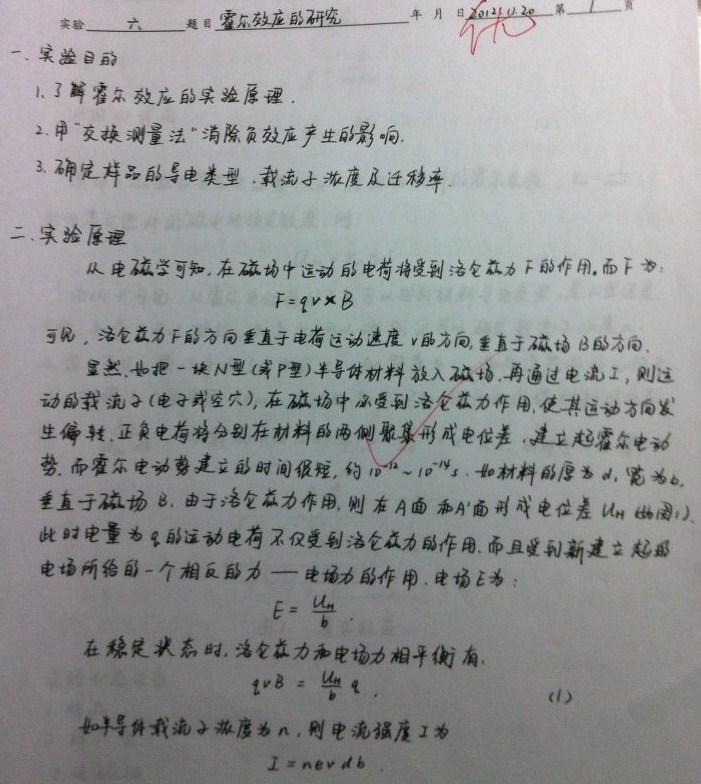 实验 六 题目 霍尔效应的研究 年 月 日 2012.11.20 第 1 页
优
一、实验目的
1.了解霍尔效应的实验原理.
2.用"交换测量法"消除负效应产生的影响.
3.确定样品的导电类型、载流子浓度及迁移率.
二、实验原理
从电磁学可知,在磁场中运动的电荷将受到洛仑兹力F的作用。而F为:
F=qv×B
可见,洛仑兹力F的方向垂直于电荷运动速度v的方向,垂直于磁场B的方向.
显然,如把一块N型(或P型)半导体材料放入磁场,再通过电流I,则运
动的载流子(电子或空穴),在磁场中必受到洛仑兹力作用,使其运动方向发
生偏转.正负电荷将分别在材料的两侧聚集形成电位差,建立起霍尔电动
势.而霍尔电动势建立的时间很短,约10⁻¹²~10⁻¹⁴s.如材料的厚为d,宽为b,
垂直于磁场B.由于洛仑兹力作用,则在A面和A'面形成电位差U_H(如图1).
此时电量为q的运动电荷不仅受到洛仑兹力的作用.而且受到新建立起的
电场所给的一个相反的力——电场力的作用.电场E为:
E = U_H/b.
在稳定状态时,洛仑兹力和电场力相平衡有.
qvB = U_H/b q. (1)
如半导体载流子浓度为n,则电流强度I为
I=nevdb.